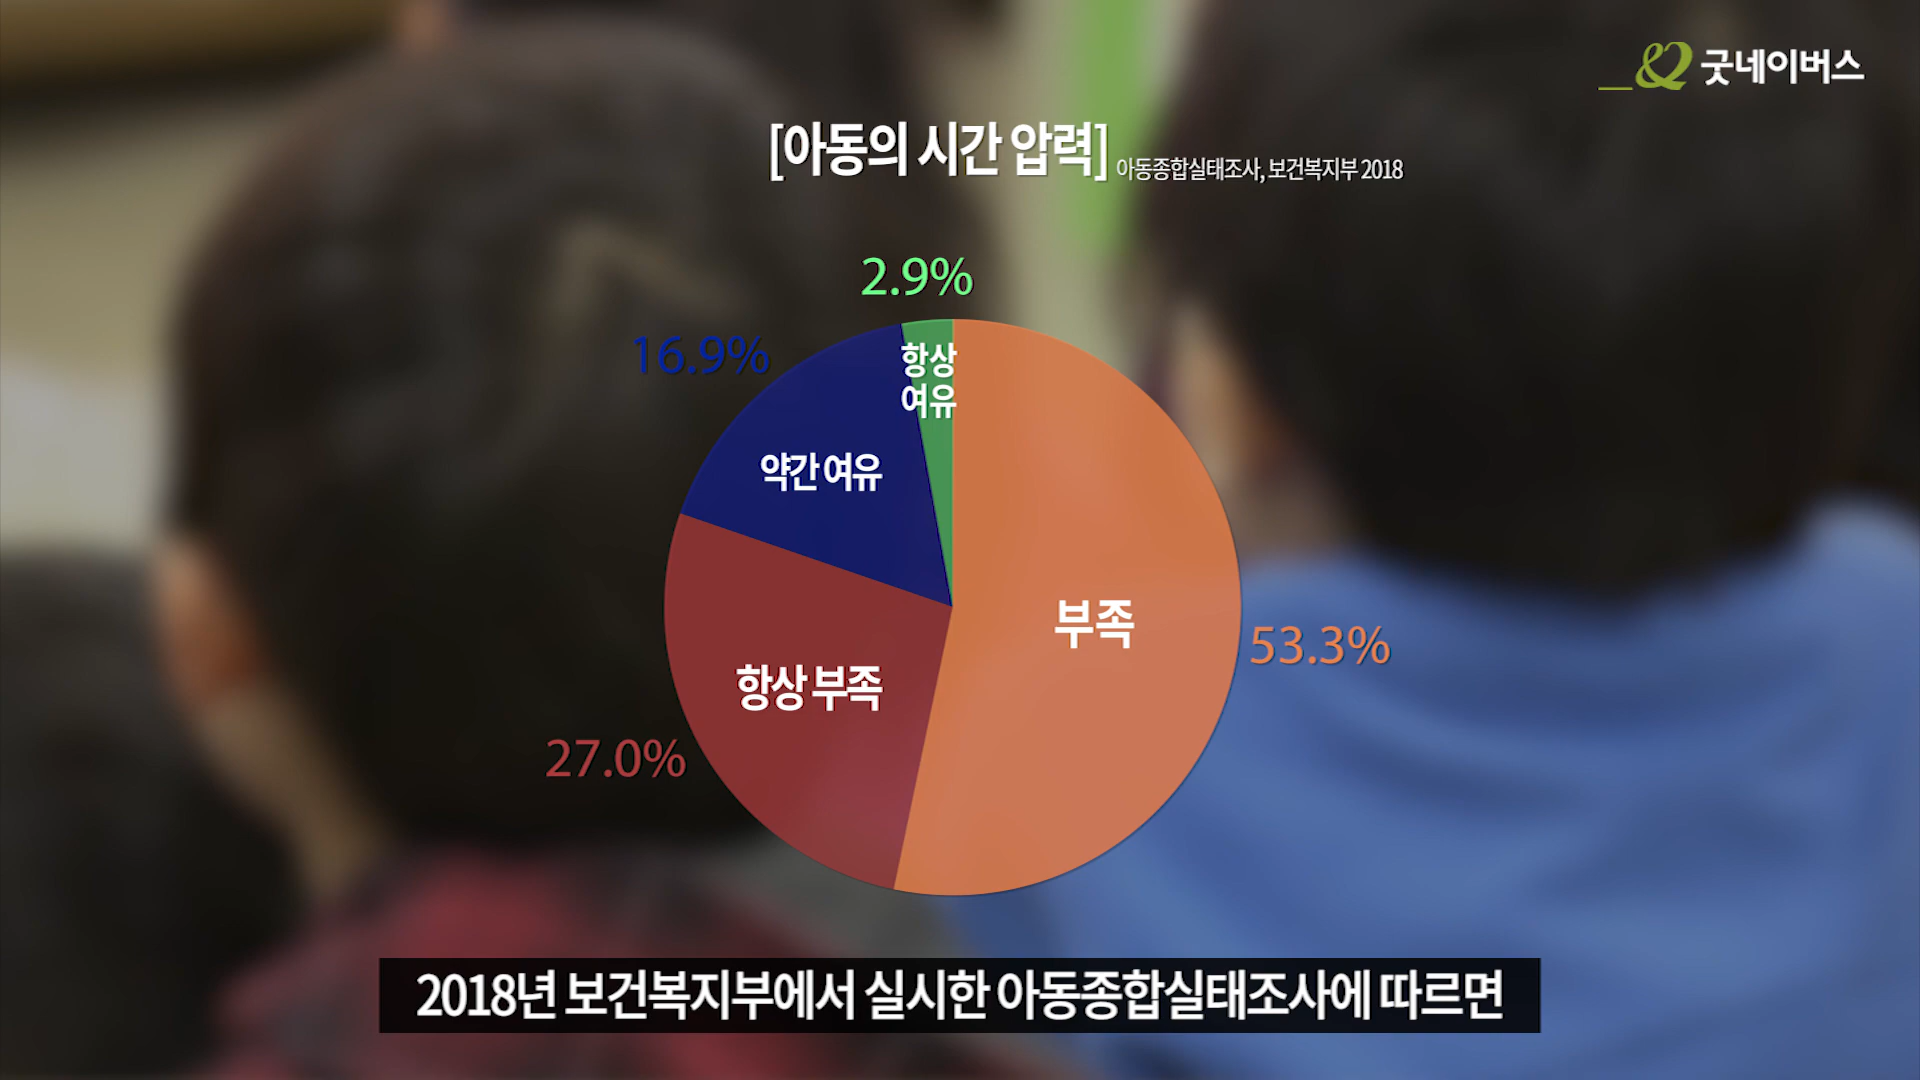 굿네이버스
[아동의 시간 압력] 아동종합실태조사, 보건복지부 2018
2.9%
16.9%
항상
여유
약간 여유
부족
53.3%
항상 부족
27.0%
2018년 보건복지부에서 실시한 아동종합실태조사에 따르면